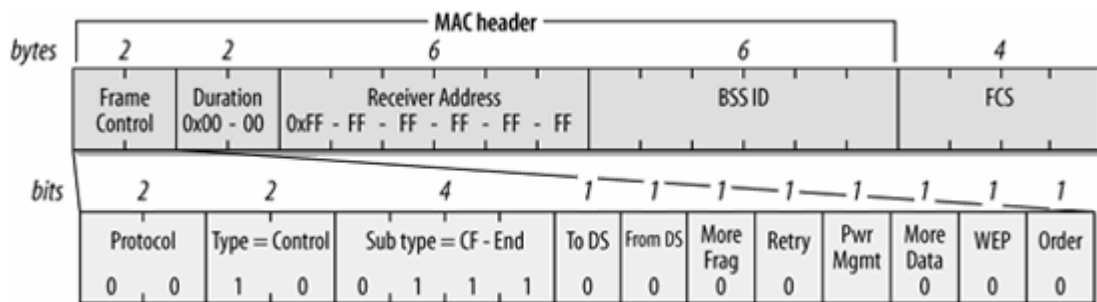 MAC header
bytes 2 2 6 6 4
Frame Control Duration Receiver Address BSS ID FCS
0x00 - 00 0xFF - FF - FF - FF - FF - FF
bits 2 2 4 1 1 1 1 1 1 1 1
Protocol Type = Control Sub type = CF - End To DS From DS More Frag Retry Pwr Mgmt More Data WEP Order
0 0 1 0 0 1 1 1 0 0 0 0 0 0 0